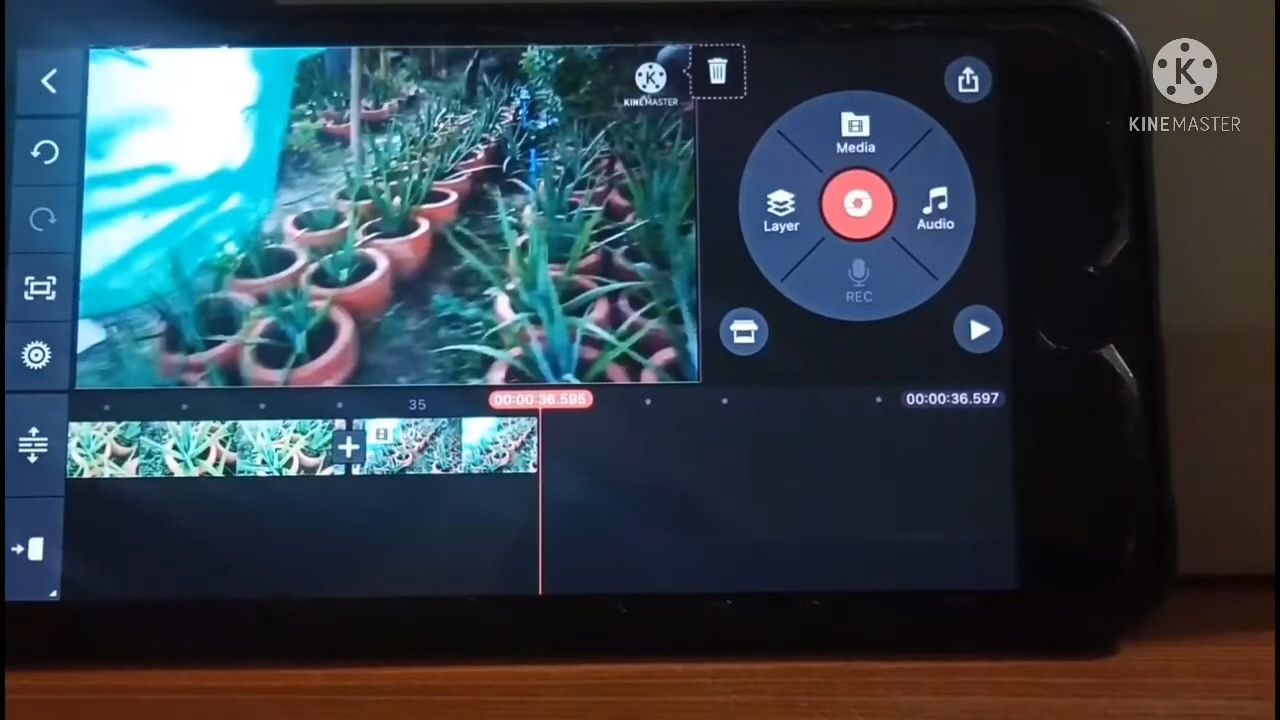 K
KINEMASTER
K
KINEMASTER
Media
Layer
Audio
REC
35
00:00:36.595
00:00:36.597